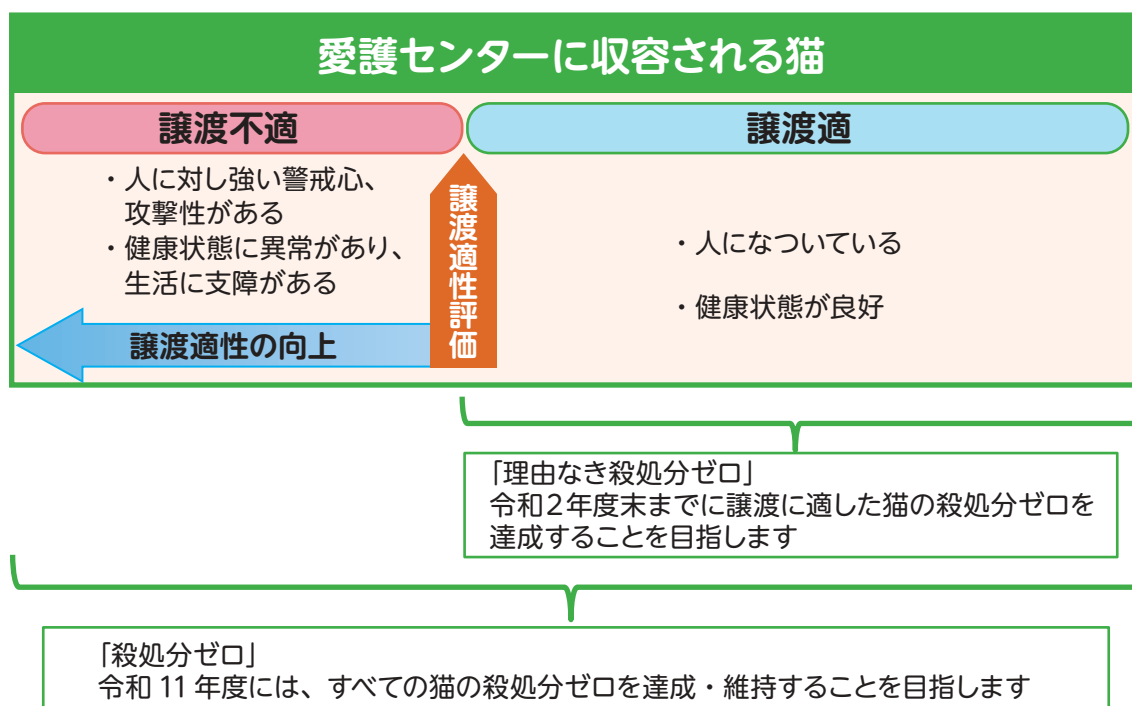 愛護センターに収容される猫
譲渡不適
・人に対し強い警戒心、
攻撃性がある
・健康状態に異常があり、
生活に支障がある
譲渡適性の向上
譲渡適性評価
譲渡適
・人になついている
・健康状態が良好
「理由なき殺処分ゼロ」
令和2年度末までに譲渡に適した猫の殺処分ゼロを
達成することを目指します
「殺処分ゼロ」
令和 11 年度には、すべての猫の殺処分ゼロを達成・維持することを目指します